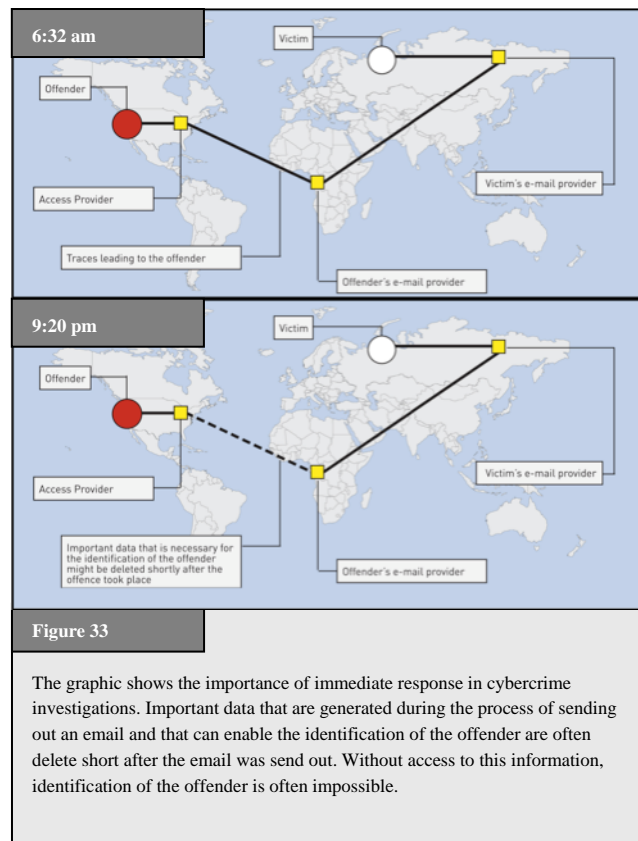 6:32 am
Victim
Offender
Access Provider
Victim's e-mail provider
Traces leading to the offender
Offender's e-mail provider
9:20 pm
Victim
Offender
Access Provider
Victim's e-mail provider
Important data that is necessary for
the identification of the offender
might be deleted shortly after the
offence took place
Offender's e-mail provider
Figure 33
The graphic shows the importance of immediate response in cybercrime
investigations. Important data that are generated during the process of sending
out an email and that can enable the identification of the offender are often
delete short after the email was send out. Without access to this information,
identification of the offender is often impossible.